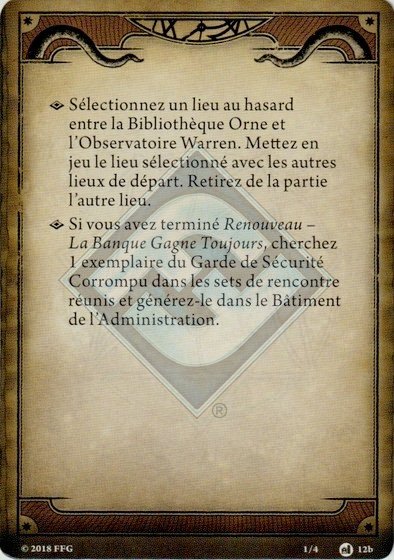 Sélectionnez un lieu au hasard
entre la Bibliothèque Orne et
l'Observatoire Warren. Mettez en
jeu le lieu sélectionné avec les autres
lieux de départ. Retirez de la partie
l'autre lieu.
Si vous avez terminé Renouveau –
La Banque Gagne Toujours, cherchez
1 exemplaire du Garde de Sécurité
Corrompu dans les sets de rencontre
réunis et générez-le dans le Bâtiment
de l'Administration.
®
© 2018 FFG 1/4 12b